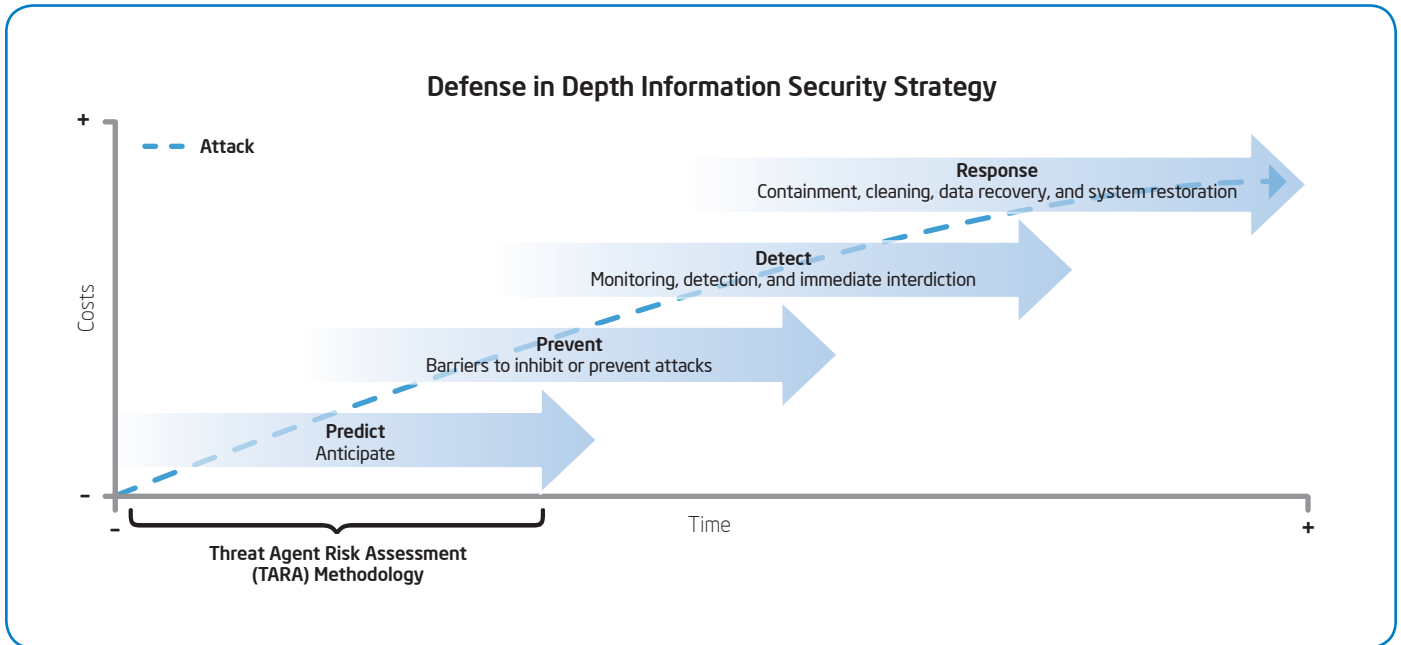 Defense in Depth Information Security Strategy
+
Attack
Response
Containment, cleaning, data recovery, and system restoration
Detect
Monitoring, detection, and immediate interdiction
Costs
Prevent
Barriers to inhibit or prevent attacks
Predict
Anticipate
-
-
Time
+
Threat Agent Risk Assessment
(TARA) Methodology